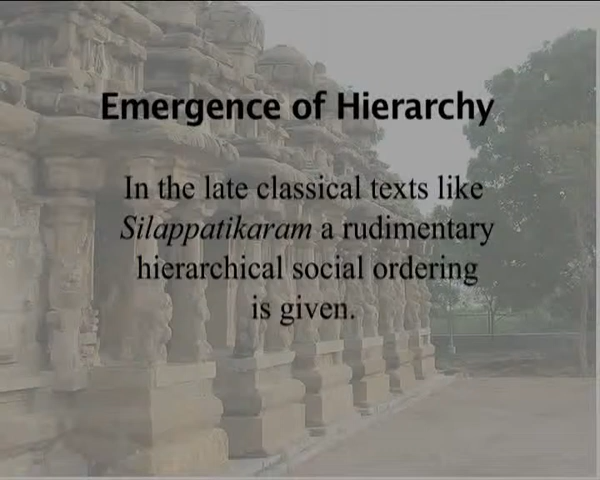 Emergence of Hierarchy
In the late classical texts like
Silappatikaram a rudimentary
hierarchical social ordering
is given.